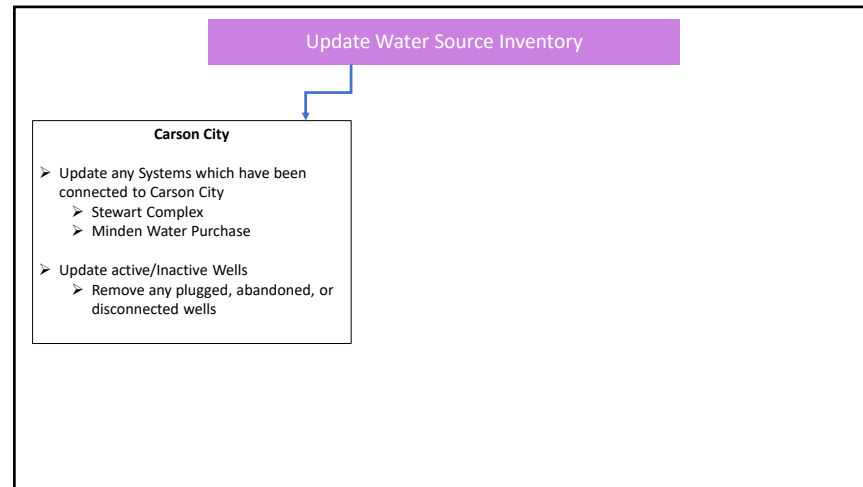 Update Water Source Inventory
Carson City
➢ Update any Systems which have been
connected to Carson City
➢ Stewart Complex
➢ Minden Water Purchase
➢ Update active/Inactive Wells
➢ Remove any plugged, abandoned, or
disconnected wells